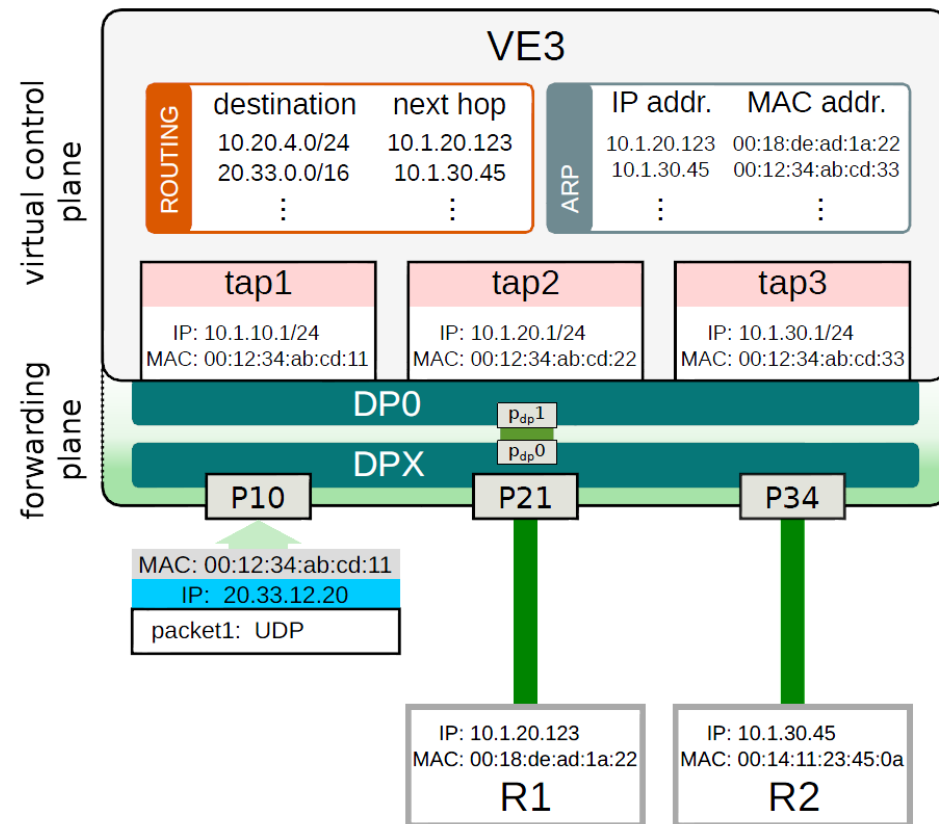 VE3
virtual control
plane
ROUTING
destination next hop
10.20.4.0/24 10.1.20.123
20.33.0.0/16 10.1.30.45
⋮ ⋮
ARP
IP addr. MAC addr.
10.1.20.123 00:18:de:ad:1a:22
10.1.30.45 00:12:34:ab:cd:33
⋮ ⋮
tap1
IP: 10.1.10.1/24
MAC: 00:12:34:ab:cd:11
tap2
IP: 10.1.20.1/24
MAC: 00:12:34:ab:cd:22
tap3
IP: 10.1.30.1/24
MAC: 00:12:34:ab:cd:33
forwarding
plane
DP0
pdp1
pdp0
DPX
P10
P21
P34
MAC: 00:12:34:ab:cd:11
IP: 20.33.12.20
packet1: UDP
IP: 10.1.20.123
MAC: 00:18:de:ad:1a:22
R1
IP: 10.1.30.45
MAC: 00:14:11:23:45:0a
R2